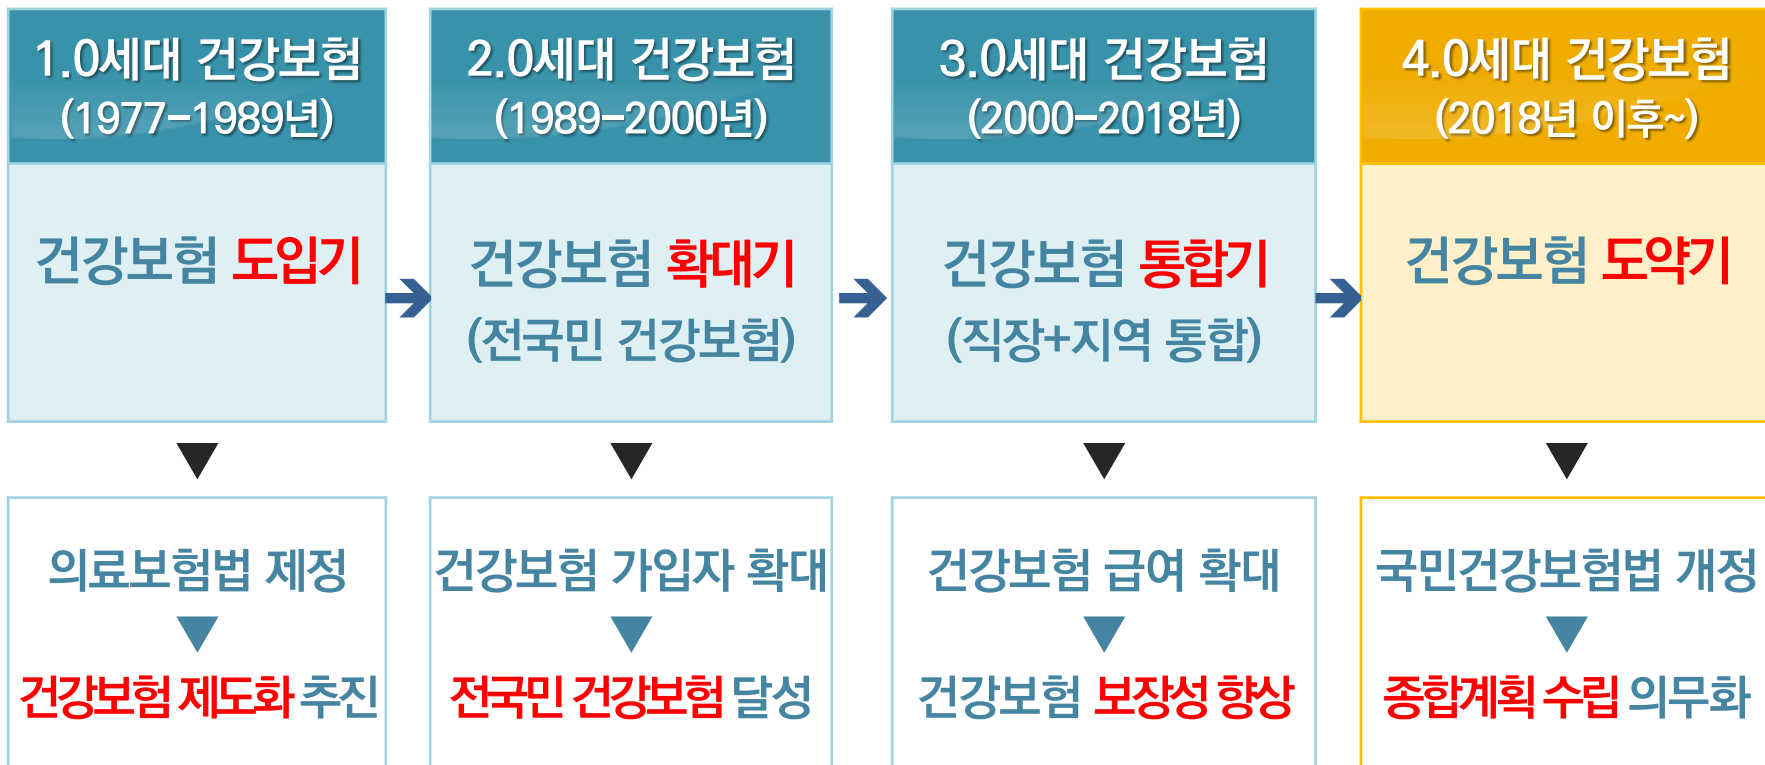 1.0세대 건강보험
(1977-1989년)
건강보험 도입기
의료보험법 제정
건강보험 제도화 추진
2.0세대 건강보험
(1989-2000년)
건강보험 확대기
(전국민 건강보험)
건강보험 가입자 확대
전국민 건강보험 달성
3.0세대 건강보험
(2000-2018년)
건강보험 통합기
(직장+지역 통합)
건강보험 급여 확대
건강보험 보장성 향상
4.0세대 건강보험
(2018년 이후~)
건강보험 도약기
국민건강보험법 개정
종합계획 수립 의무화